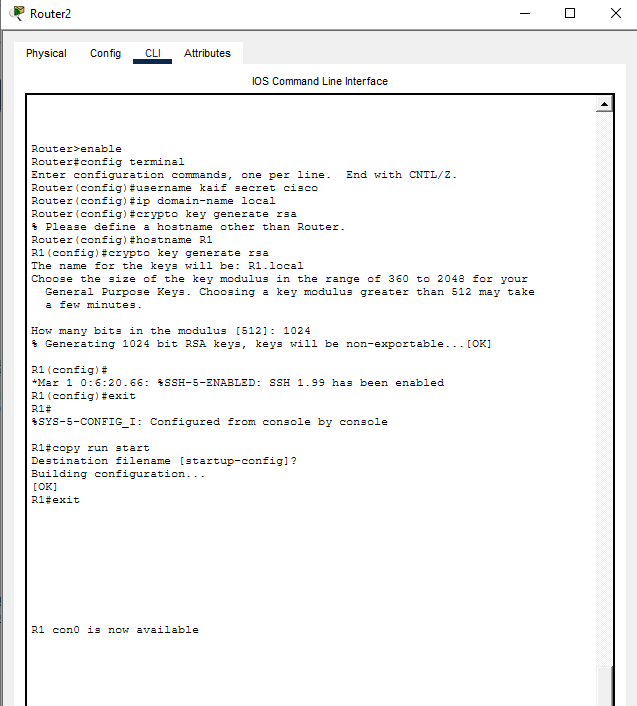 Router2
Physical Config CLI Attributes
IOS Command Line Interface
Router>enable
Router#config terminal
Enter configuration commands, one per line.  End with CNTL/Z.
Router(config)#username kaif secret cisco
Router(config)#ip domain-name local
Router(config)#crypto key generate rsa
% Please define a hostname other than Router.
Router(config)#hostname R1
R1(config)#crypto key generate rsa
The name for the keys will be: R1.local
Choose the size of the key modulus in the range of 360 to 2048 for your
  General Purpose Keys. Choosing a key modulus greater than 512 may take
  a few minutes.
How many bits in the modulus [512]: 1024
% Generating 1024 bit RSA keys, keys will be non-exportable...[OK]
R1(config)#
*Mar 1 0:6:20.66: %SSH-5-ENABLED: SSH 1.99 has been enabled
R1(config)#exit
R1#
%SYS-5-CONFIG_I: Configured from console by console
R1#copy run start
Destination filename [startup-config]?
Building configuration...
[OK]
R1#exit
R1 con0 is now available